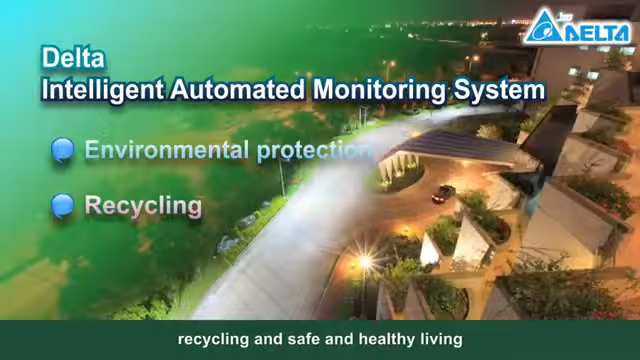 DELTA
Delta
Intelligent Automated Monitoring System
Environmental protection
Recycling
recycling and safe and healthy living